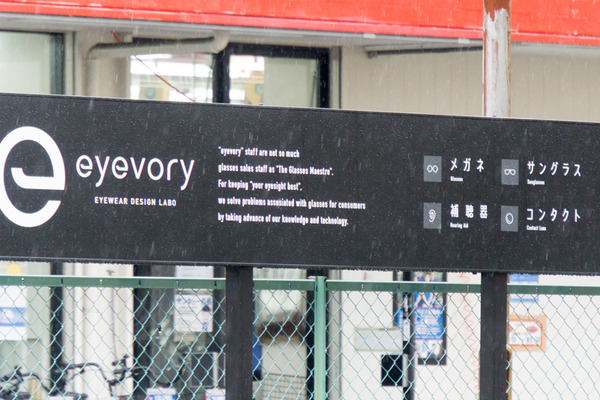 eyevory
EYEWEAR DESIGN LABO
"eyevory" staff are not so much
glasses sales staff as "The Glasses Maestro".
For keeping "your eyesight best",
we solve problems assosiated with glasses for consumers
by taking advance of our knowledge and technology.
メガネ
Glasses
サングラス
Sunglasses
補聴器
Hearing Aid
コンタクト
Contact Lens